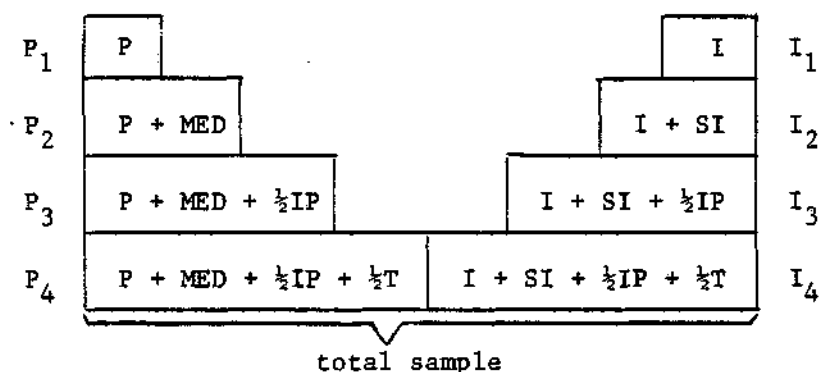 P1 P I I1
P2 P + MED I + SI I2
P3 P + MED + ½IP I + SI + ½IP I3
P4 P + MED + ½IP + ½T I + SI + ½IP + ½T I4
total sample